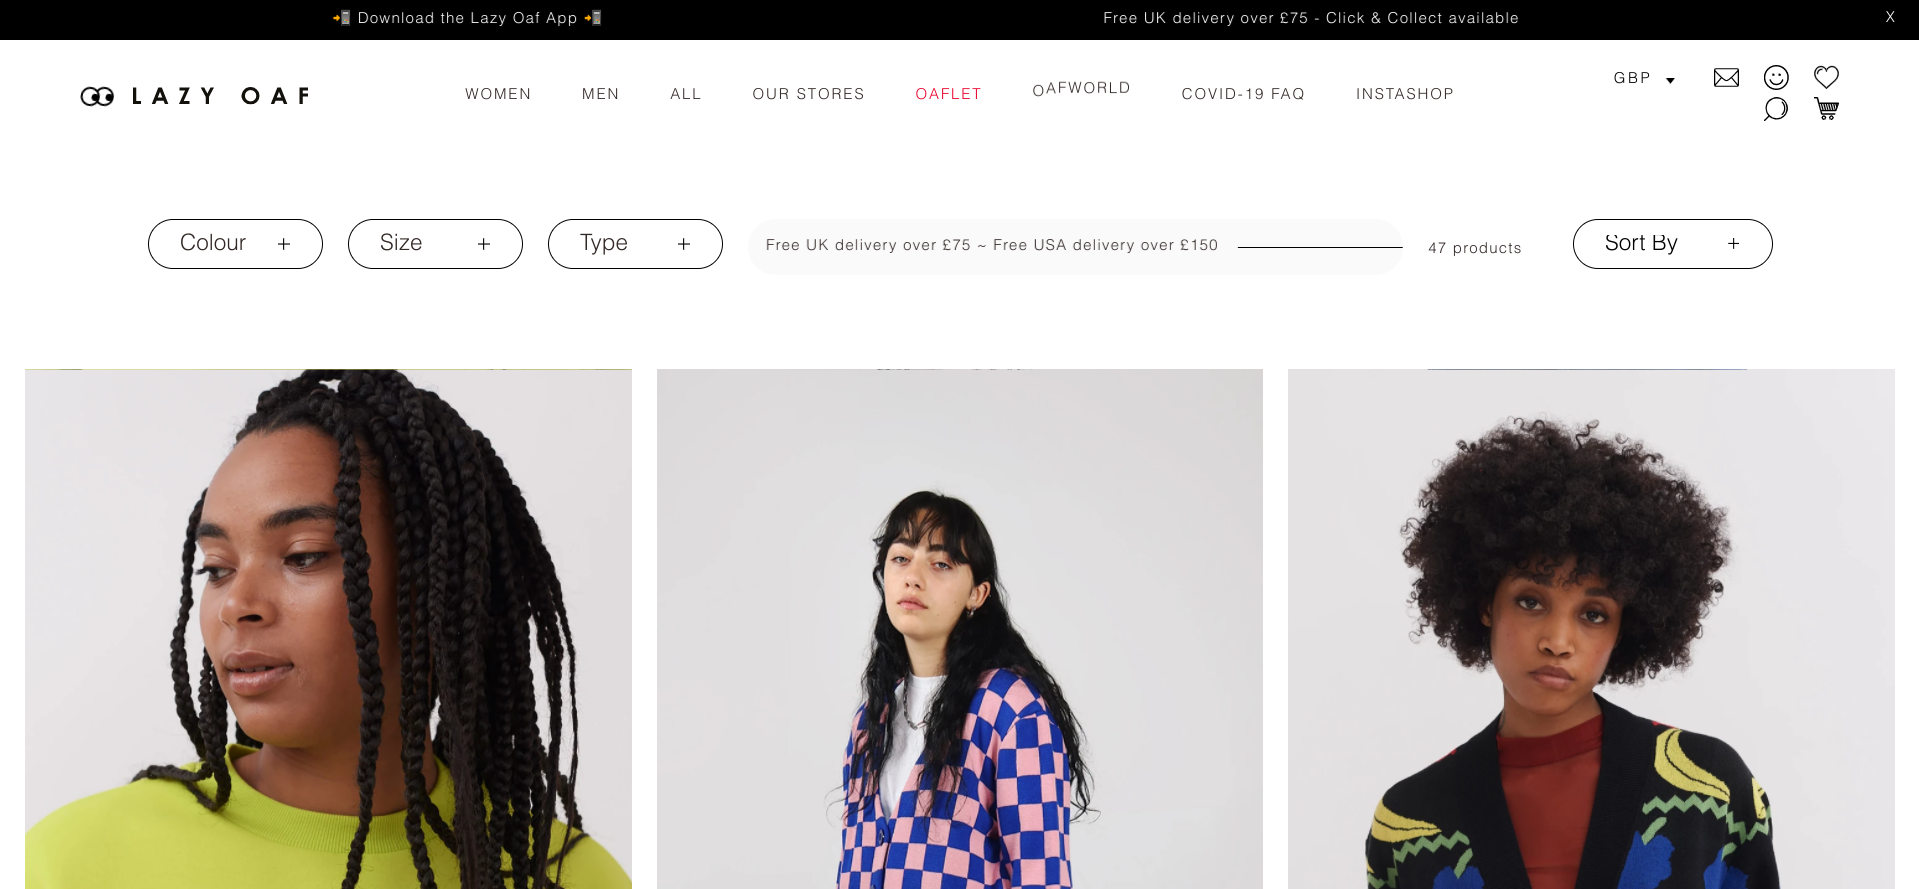 📲 Download the Lazy Oaf App 📲
Free UK delivery over £75 - Click & Collect available
X
LAZY OAF
WOMEN
MEN
ALL
OUR STORES
OAFLET
OAFWORLD
COVID-19 FAQ
INSTASHOP
GBP
Colour +
Size +
Type +
Free UK delivery over £75 ~ Free USA delivery over £150
47 products
Sort By +